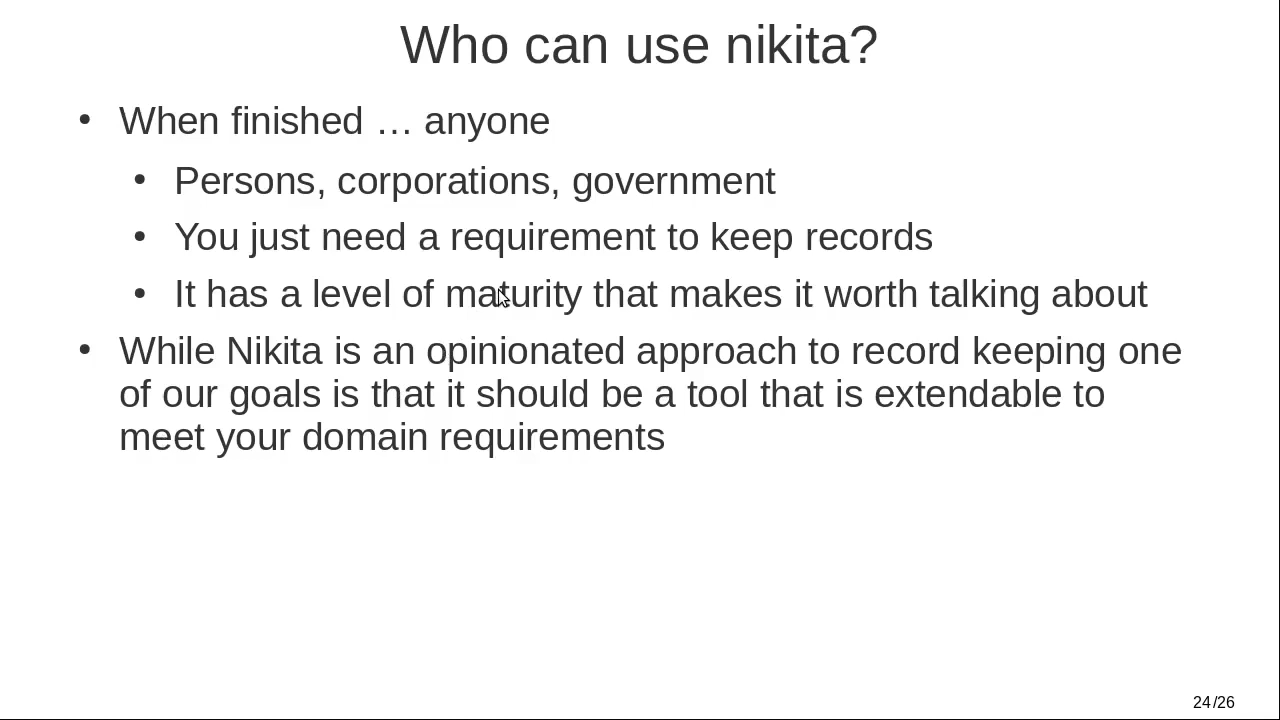 Who can use nikita?
• When finished … anyone
• Persons, corporations, government
• You just need a requirement to keep records
• It has a level of maturity that makes it worth talking about
• While Nikita is an opinionated approach to record keeping one
of our goals is that it should be a tool that is extendable to
meet your domain requirements
24/26